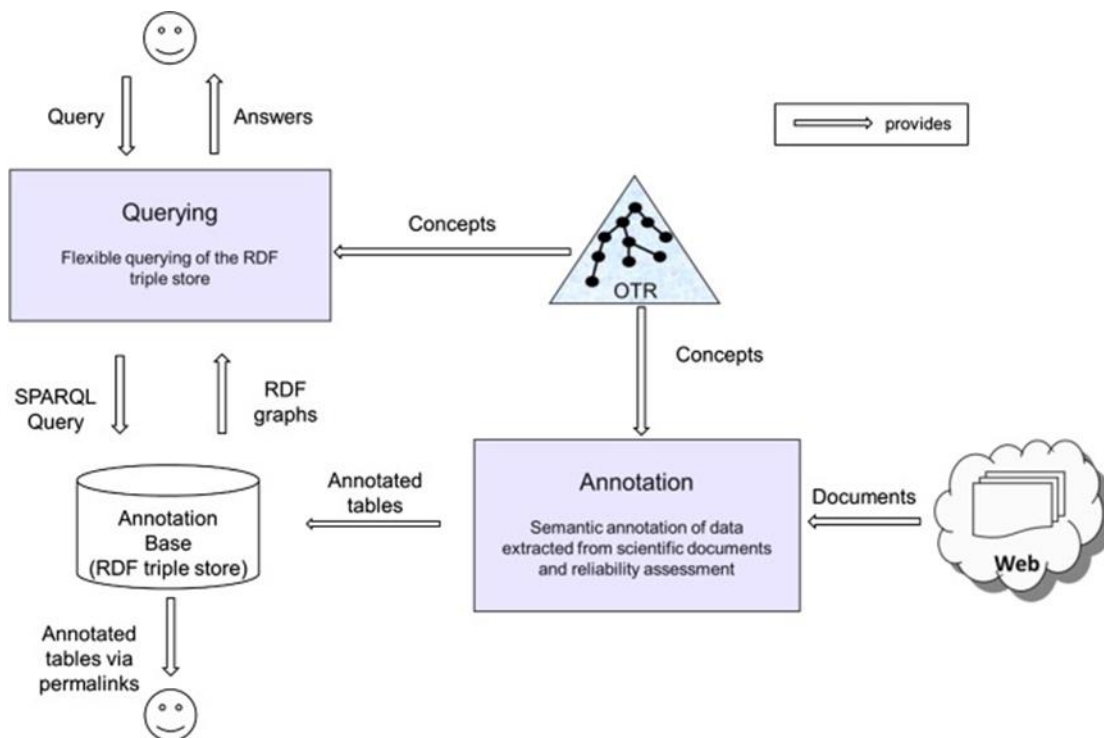 Query
Answers
provides
Querying
Flexible querying of the RDF
triple store
Concepts
OTR
Concepts
SPARQL
Query
RDF
graphs
Annotation
Base
(RDF triple store)
Annotated
tables
Annotation
Semantic annotation of data
extracted from scientific documents
and reliability assessment
Documents
Web
Annotated
tables via
permalinks